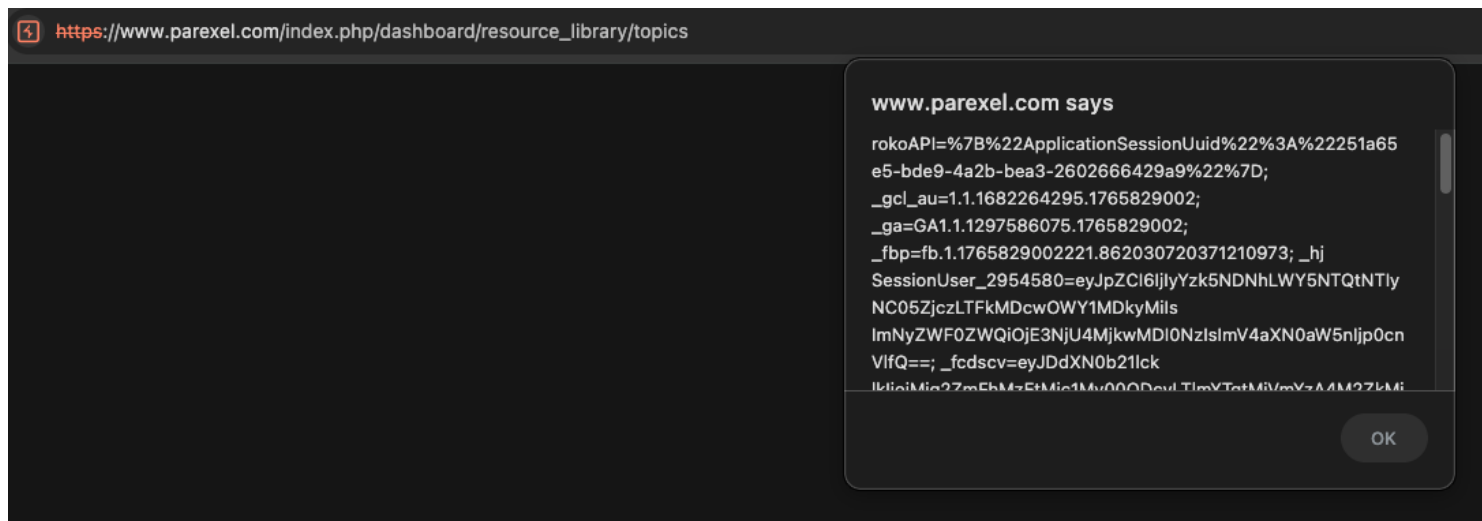 https://www.parexel.com/index.php/dashboard/resource_library/topics
www.parexel.com says
rokoAPI=%7B%22ApplicationSessionUuid%22%3A%22251a65
e5-bde9-4a2b-bea3-2602666429a9%22%7D;
_gcl_au=1.1.1682264295.1765829002;
_ga=GA1.1.1297586075.1765829002;
_fbp=fb.1.1765829002221.862030720371210973; _hj
SessionUser_2954580=eyJpZCI6IjIyYzk5NDNhLWY5NTQtNTIy
NC05ZjczLTFkMDcwOWY1MDkyMiIs
ImNyZWF0ZWQiOjE3NjU4MjkwMDI0NzIsImV4aXN0aW5nIjp0cn
VlfQ==; _fcdscv=eyJDdXN0b21lck
OK